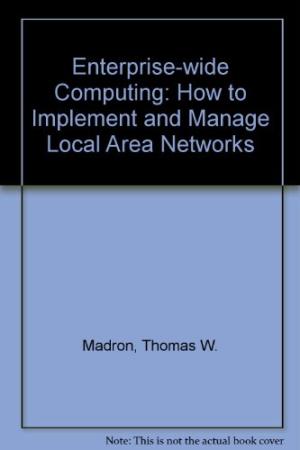 Enterprise-wide
Computing: How to
Implement and Manage
Local Area Networks
Madron, Thomas W.
Note: This is not the actual book cover